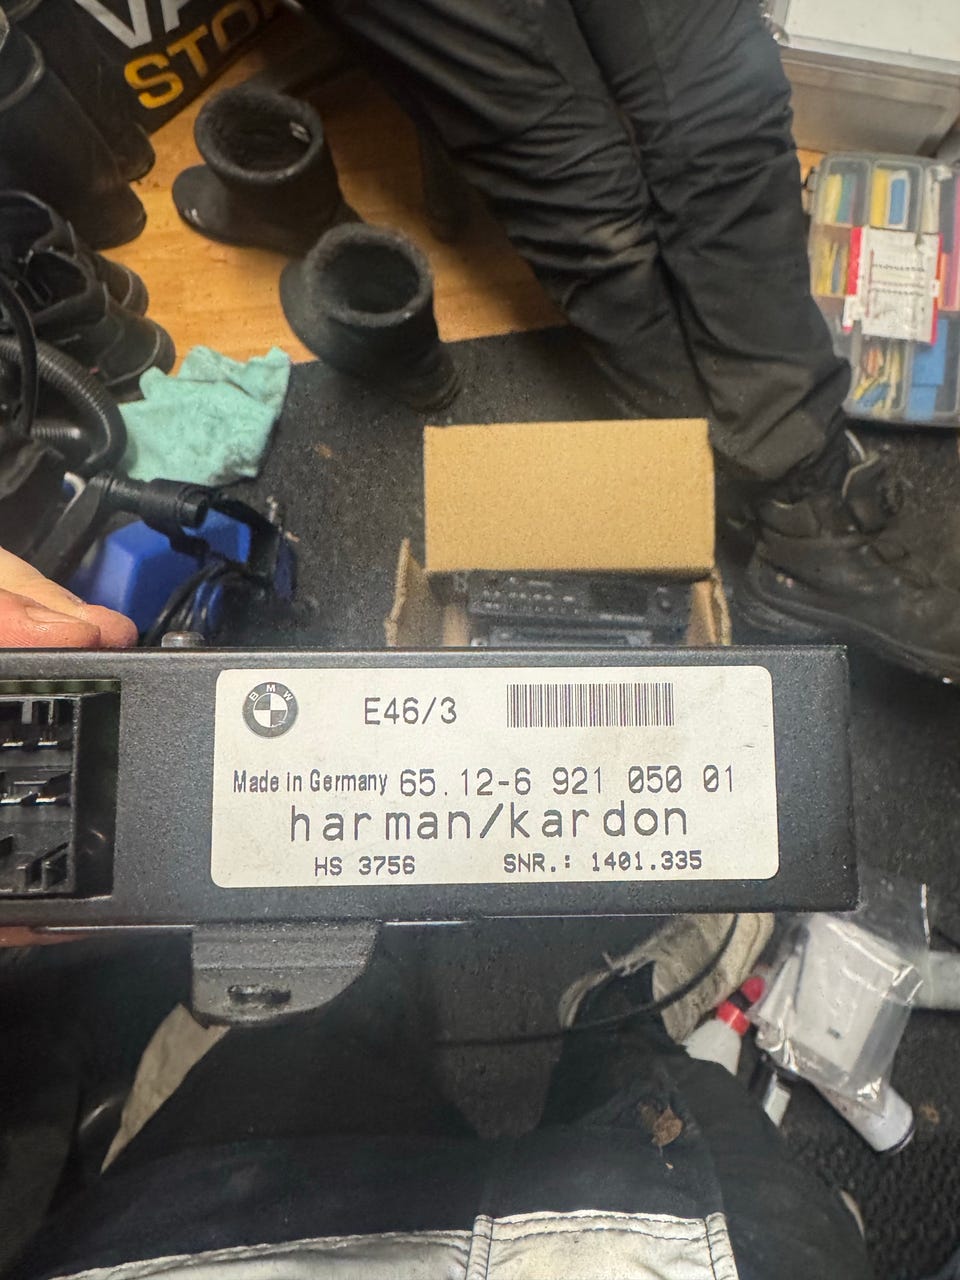 STO
BMW
E46/3
Made in Germany 65.12-6 921 050 01
harman/kardon
HS 3756 SNR.: 1401.335